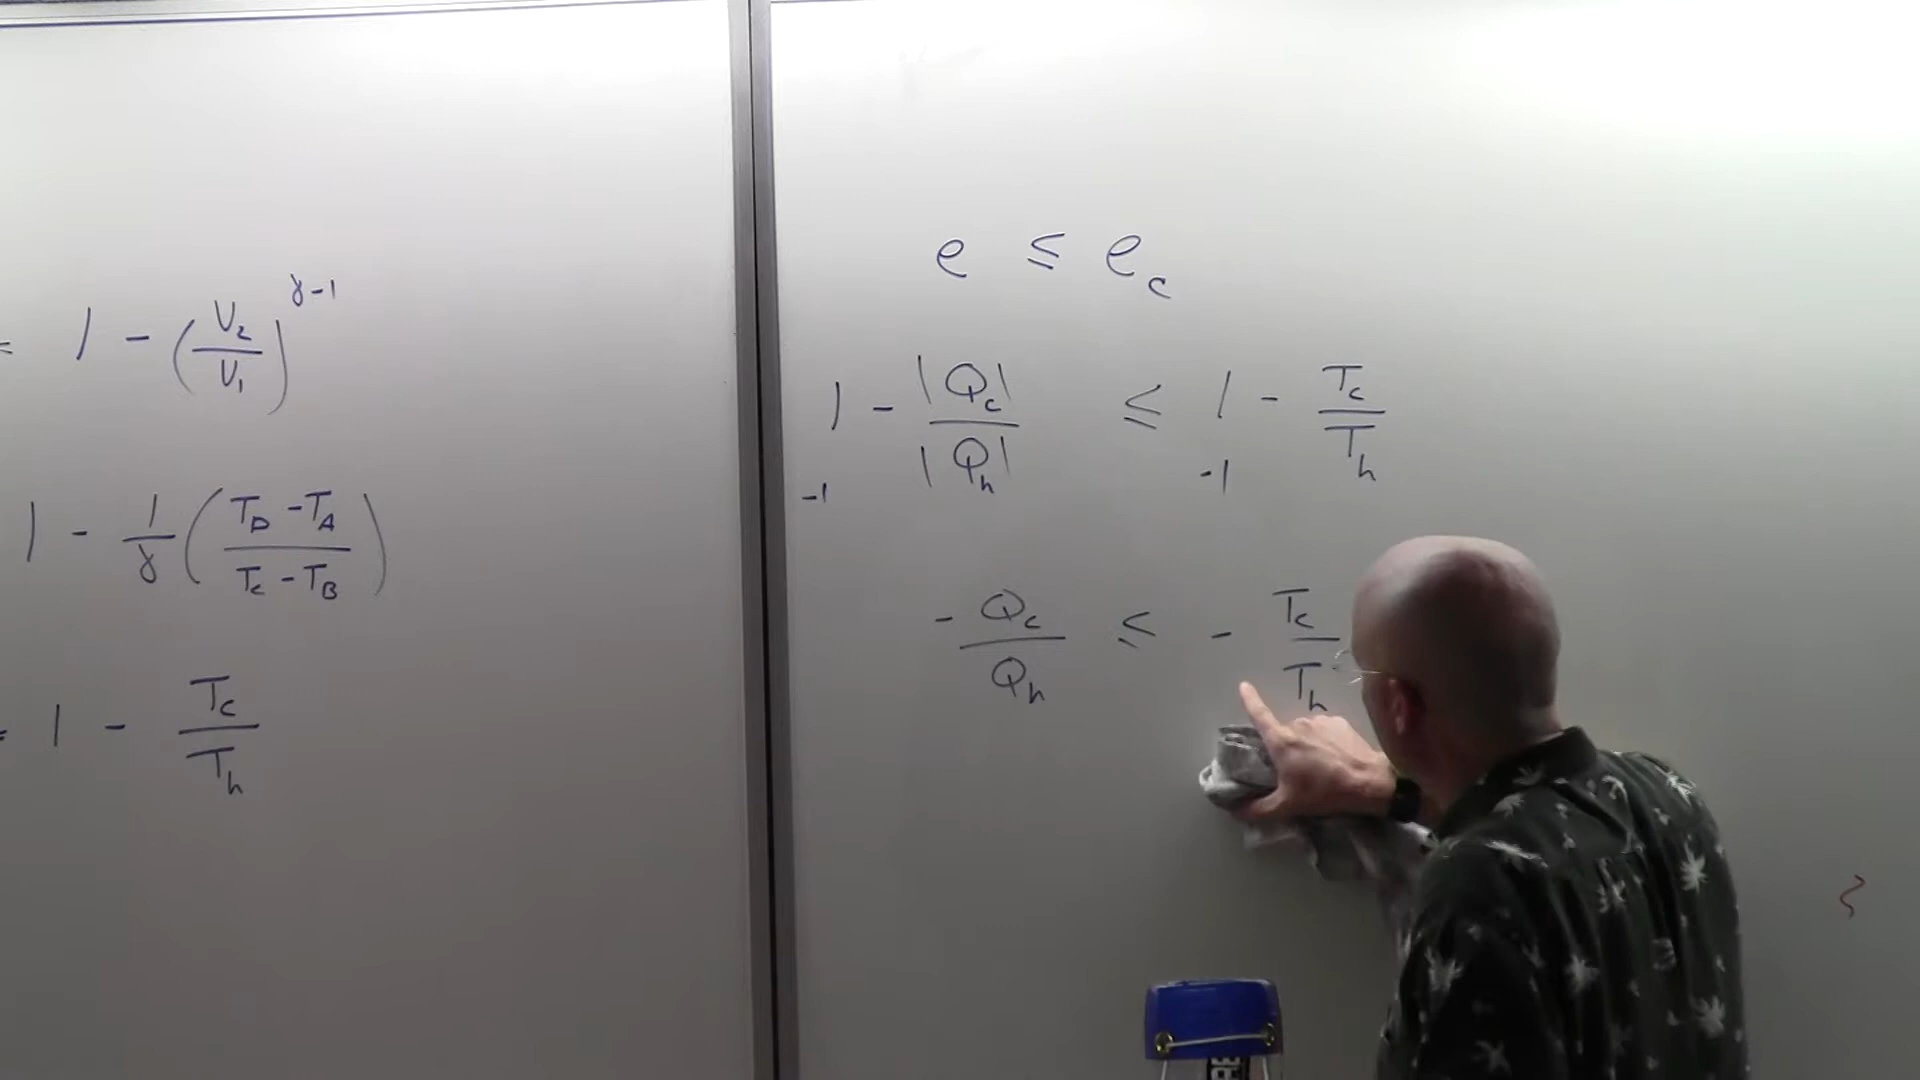 = 1 - (V₂/V₁)^(γ-1)
1 - 1/γ ((T_D - T_A)/(T_C - T_B))
= 1 - T_c/T_h
e ≤ e_c
1 - |Q_c|/|Q_h| ≤ 1 - T_c/T_h
-1 -1
- Q_c/Q_h ≤ - T_c/T_h